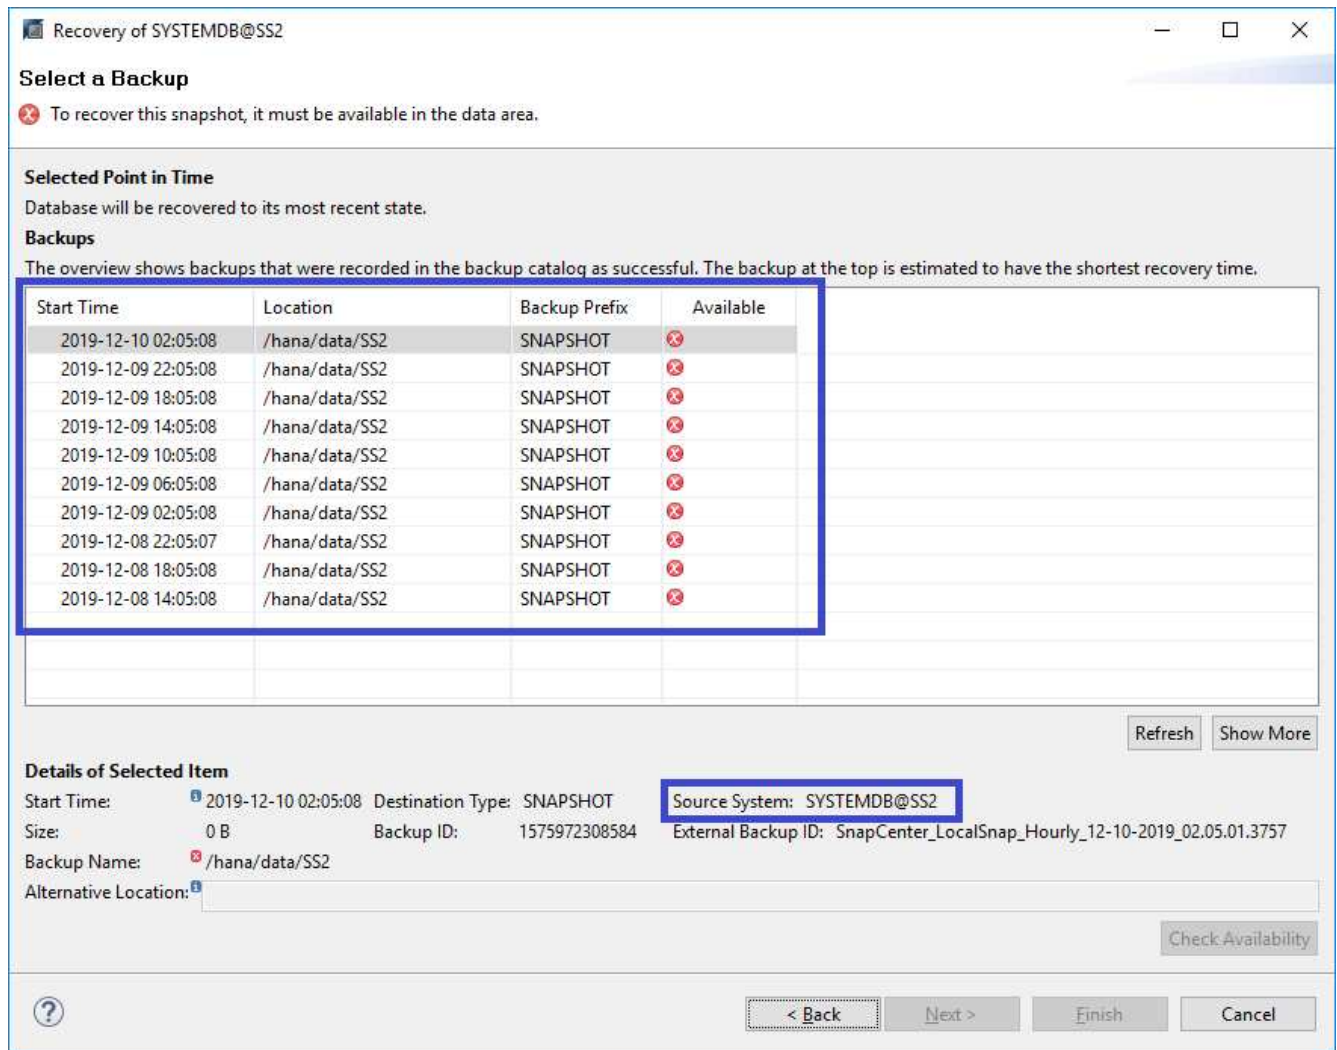 Recovery of SYSTEMDB@SS2
Select a Backup
To recover this snapshot, it must be available in the data area.
Selected Point in Time
Database will be recovered to its most recent state.
Backups
The overview shows backups that were recorded in the backup catalog as successful. The backup at the top is estimated to have the shortest recovery time.
Start Time Location Backup Prefix Available
2019-12-10 02:05:08 /hana/data/SS2 SNAPSHOT
2019-12-09 22:05:08 /hana/data/SS2 SNAPSHOT
2019-12-09 18:05:08 /hana/data/SS2 SNAPSHOT
2019-12-09 14:05:08 /hana/data/SS2 SNAPSHOT
2019-12-09 10:05:08 /hana/data/SS2 SNAPSHOT
2019-12-09 06:05:08 /hana/data/SS2 SNAPSHOT
2019-12-09 02:05:08 /hana/data/SS2 SNAPSHOT
2019-12-08 22:05:07 /hana/data/SS2 SNAPSHOT
2019-12-08 18:05:08 /hana/data/SS2 SNAPSHOT
2019-12-08 14:05:08 /hana/data/SS2 SNAPSHOT
Refresh Show More
Details of Selected Item
Start Time: 2019-12-10 02:05:08 Destination Type: SNAPSHOT Source System: SYSTEMDB@SS2
Size: 0 B Backup ID: 1575972308584 External Backup ID: SnapCenter_LocalSnap_Hourly_12-10-2019_02.05.01.3757
Backup Name: /hana/data/SS2
Alternative Location:
Check Availability
? < Back Next > Finish Cancel